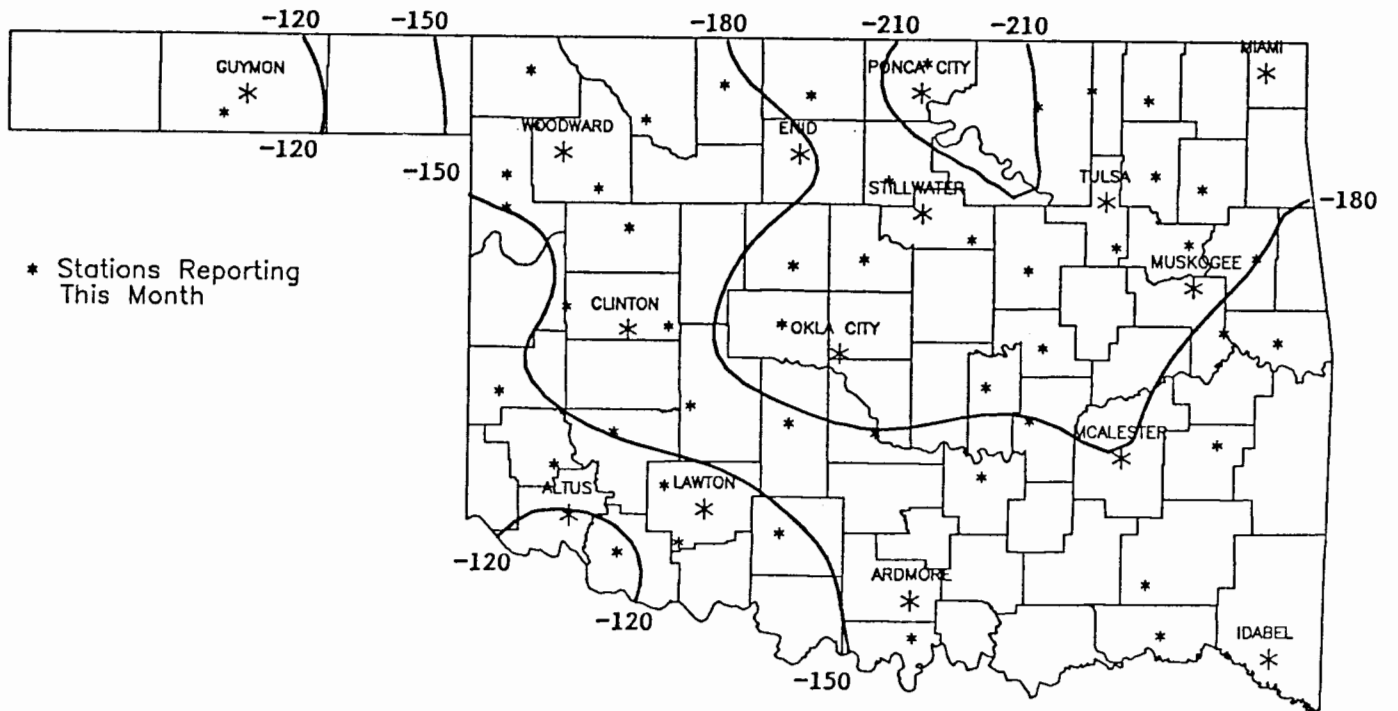 -120
-150
-180
-210
-210
MIAMI
GUYMON
PONCA CITY
-120
WOODWARD
ENID
-150
TULSA
STILLWATER
-180
* Stations Reporting
This Month
MUSKOGEE
CLINTON
OKLA CITY
MCALESTER
ALTUS
LAWTON
-120
ARDMORE
-120
IDABEL
-150